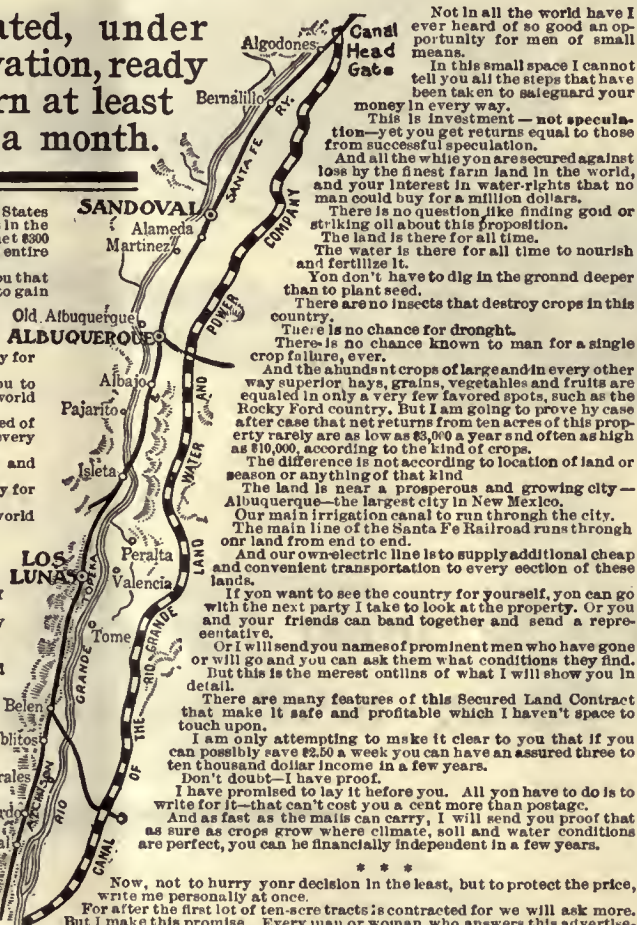 ated, under
vation, ready
rn at least
a month.
States
s in the
net $300
entire
ou that
to gain
y for
ou to
world
ed of
every
and
y for
world
Canal
Head
Gate
Algodones
Bernalillo
SANTA FE RY.
SANDOVAL
Alameda
Martinez
Old Albuquerque
ALBUQUERQUE
Albajo
Pajarito
Isleta
Peralta
LOS
LUNAS
Valencia
Tome
Belen
blitos
rales
ATCHISON TOPEKA
RIO GRANDE
CANAL OF THE RIO GRANDE LAND WATER AND POWER COMPANY
Not in all the world have I
ever heard of so good an op-
portunity for men of small
means.
In this small space I cannot
tell you all the steps that have
been taken to safeguard your
money in every way.
This is investment — not specula-
tion—yet you get returns equal to those
from successful speculation.
And all the while you are secured against
loss by the finest farm land in the world,
and your interest in water-rights that no
man could buy for a million dollars.
There is no question like finding gold or
striking oil about this proposition.
The land is there for all time.
The water is there for all time to nourish
and fertilize it.
You don't have to dig in the ground deeper
than to plant seed.
There are no insects that destroy crops in this
country.
There is no chance for drought.
There is no chance known to man for a single
crop failure, ever.
And the abundant crops of large and in every other
way superior hays, grains, vegetables and fruits are
equaled in only a very few favored spots, such as the
Rocky Ford country. But I am going to prove by case
after case that net returns from ten acres of this prop-
erty rarely are as low as $3,000 a year and often as high
as $10,000, according to the kind of crops.
The difference is not according to location of land or
season or anything of that kind
The land is near a prosperous and growing city—
Albuquerque—the largest city in New Mexico.
Our main irrigation canal to run through the city.
The main line of the Santa Fe Railroad runs through
our land from end to end.
And our own electric line is to supply additional cheap
and convenient transportation to every section of these
lands.
If you want to see the country for yourself, you can go
with the next party I take to look at the property. Or you
and your friends can band together and send a repre-
sentative.
Or I will send you names of prominent men who have gone
or will go and you can ask them what conditions they find.
But this is the merest outline of what I will show you in
detail.
There are many features of this Secured Land Contract
that make it safe and profitable which I haven't space to
touch upon.
I am only attempting to make it clear to you that if you
can possibly save $2.50 a week you can have an assured three to
ten thousand dollar income in a few years.
Don't doubt—I have proof.
I have promised to lay it before you. All you have to do is to
write for it—that can't cost you a cent more than postage.
And as fast as the mails can carry, I will send you proof that
as sure as crops grow where climate, soil and water conditions
are perfect, you can be financially independent in a few years.
* * *
Now, not to hurry your decision in the least, but to protect the price,
write me personally at once.
For after the first lot of ten-acre tracts is contracted for we will ask more.
But I make this promise. Every man or woman who answers this advertise-